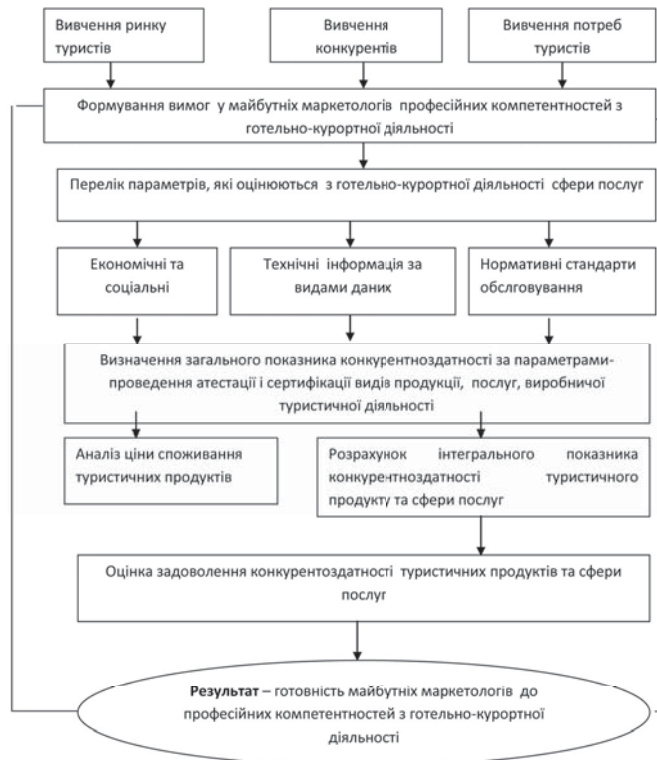 Вивчення ринку
туристів
Вивчення
конкурентів
Вивчення потреб
туристів
Формування вимог у майбутніх маркетологів професійних компетентностей з
готельно-курортної діяльності
Перелік параметрів, які оцінюються з готельно-курортної діяльності сфери послуг
Економічні та
соціальні
Технічні інформація за
видами даних
Нормативні стандарти
обслговування
Визначення загального показника конкурентноздатності за параметрами-
проведення атестації і сертифікації видів продукції, послуг, виробничої
туристичної діяльності
Аналіз ціни споживання
туристичних продуктів
Розрахунок інтегрального показника
конкурентноздатності туристичного
продукту та сфери послуг
Оцінка задоволення конкурентоздатності туристичних продуктів та сфери
послуг
Результат – готовність майбутніх маркетологів до
професійних компетентностей з готельно-курортної
діяльності